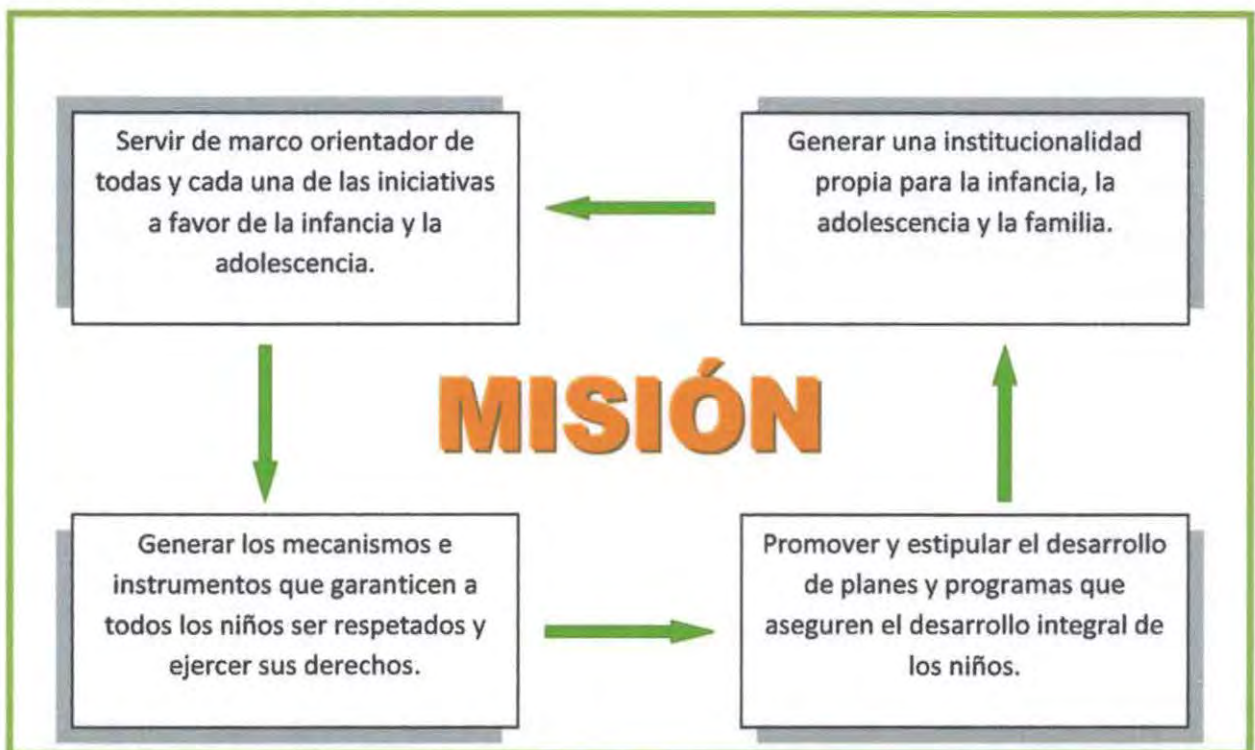 Servir de marco orientador de
todas y cada una de las iniciativas
a favor de la infancia y la
adolescencia.
Generar una institucionalidad
propia para la infancia, la
adolescencia y la familia.
MISIÓN
Generar los mecanismos e
instrumentos que garanticen a
todos los niños ser respetados y
ejercer sus derechos.
Promover y estipular el desarrollo
de planes y programas que
aseguren el desarrollo integral de
los niños.